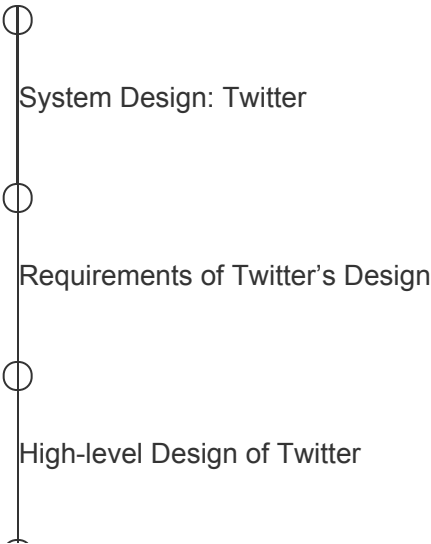 System Design: Twitter
Requirements of Twitter’s Design
High-level Design of Twitter